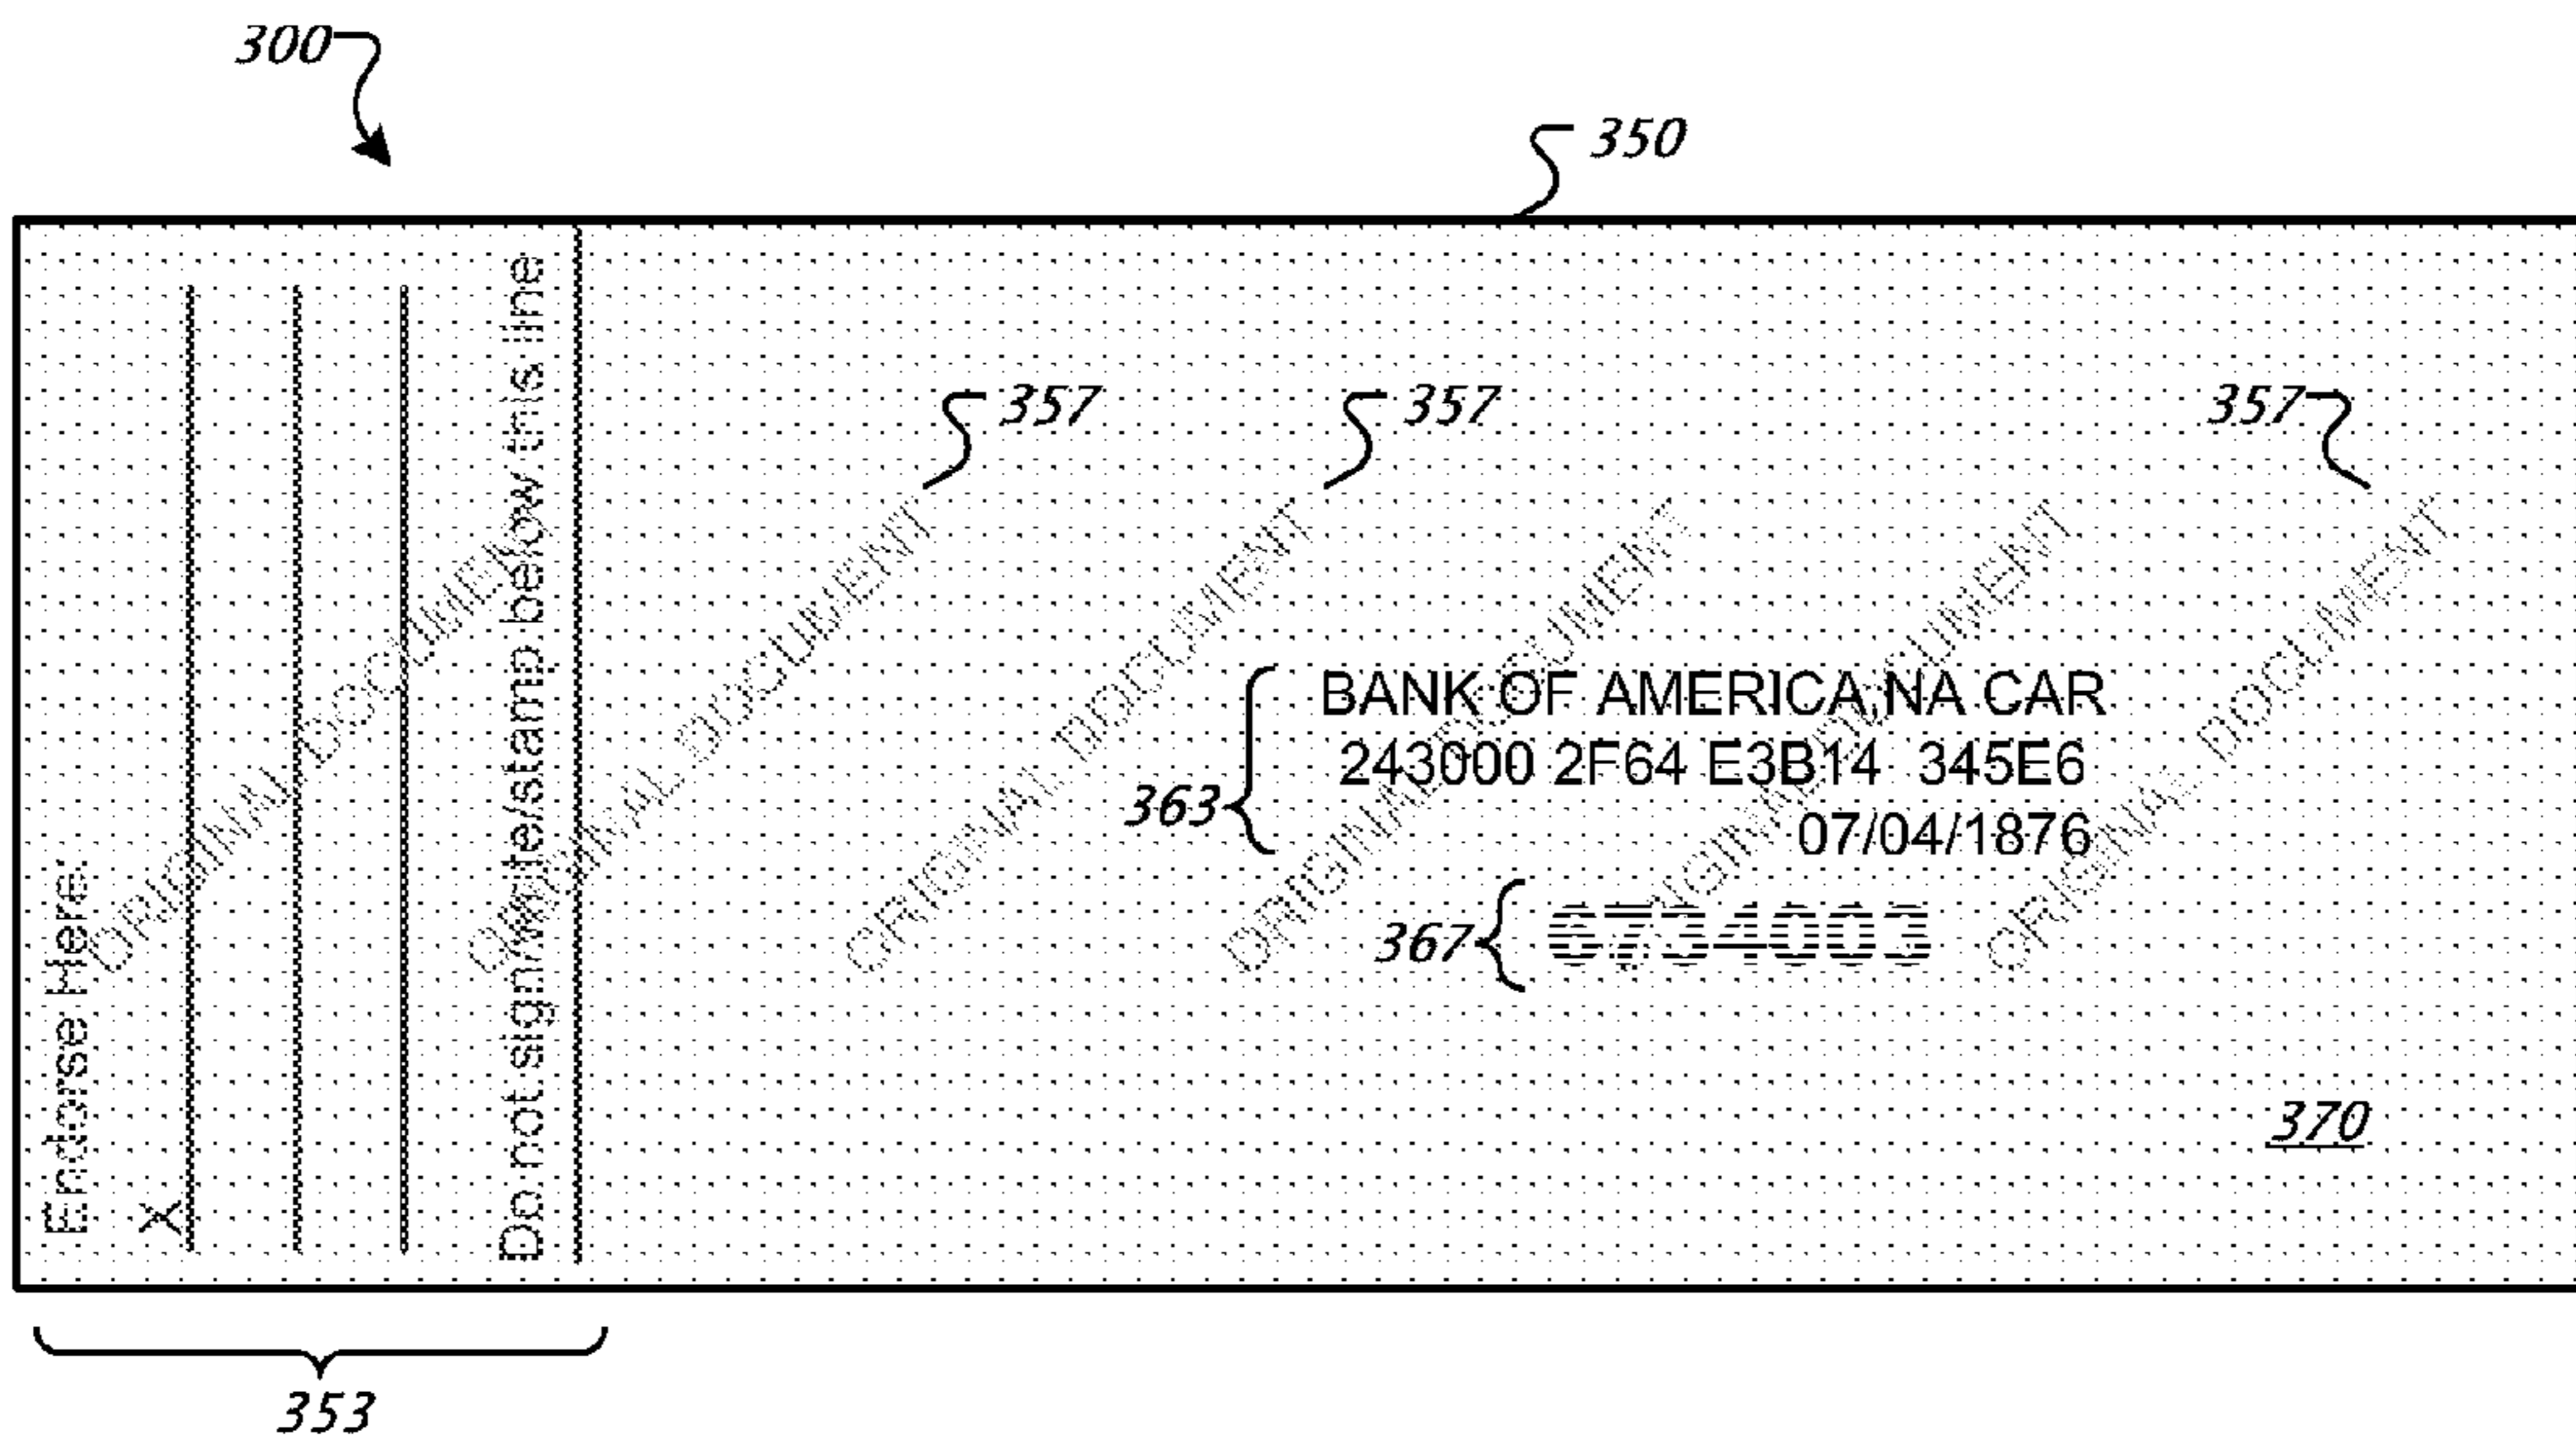 300
350
Endorse Here:
X
Do not sign/write/stamp below this line
357
357
357
ORIGINAL DOCUMENT
ORIGINAL DOCUMENT
ORIGINAL DOCUMENT
ORIGINAL DOCUMENT
ORIGINAL DOCUMENT
ORIGINAL DOCUMENT
363
BANK OF AMERICA,NA CAR
243000 2F64 E3B14 345E6
07/04/1876
367
6734003
370
353